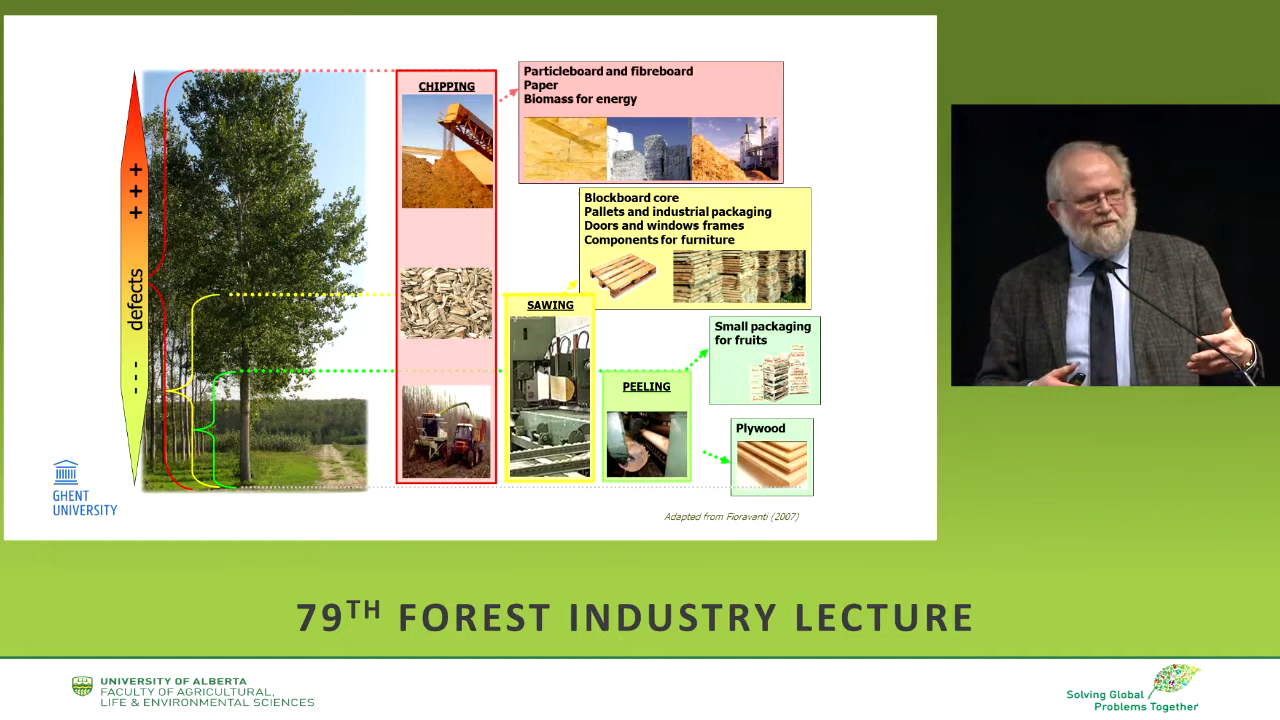 + + +
defects
- - -
CHIPPING
Particleboard and fibreboard
Paper
Biomass for energy
Blockboard core
Pallets and industrial packaging
Doors and windows frames
Components for furniture
SAWING
Small packaging
for fruits
PEELING
Plywood
GHENT
UNIVERSITY
Adapted from Fioravanti (2007)
79TH FOREST INDUSTRY LECTURE
UNIVERSITY OF ALBERTA
FACULTY OF AGRICULTURAL,
LIFE & ENVIRONMENTAL SCIENCES
Solving Global
Problems Together